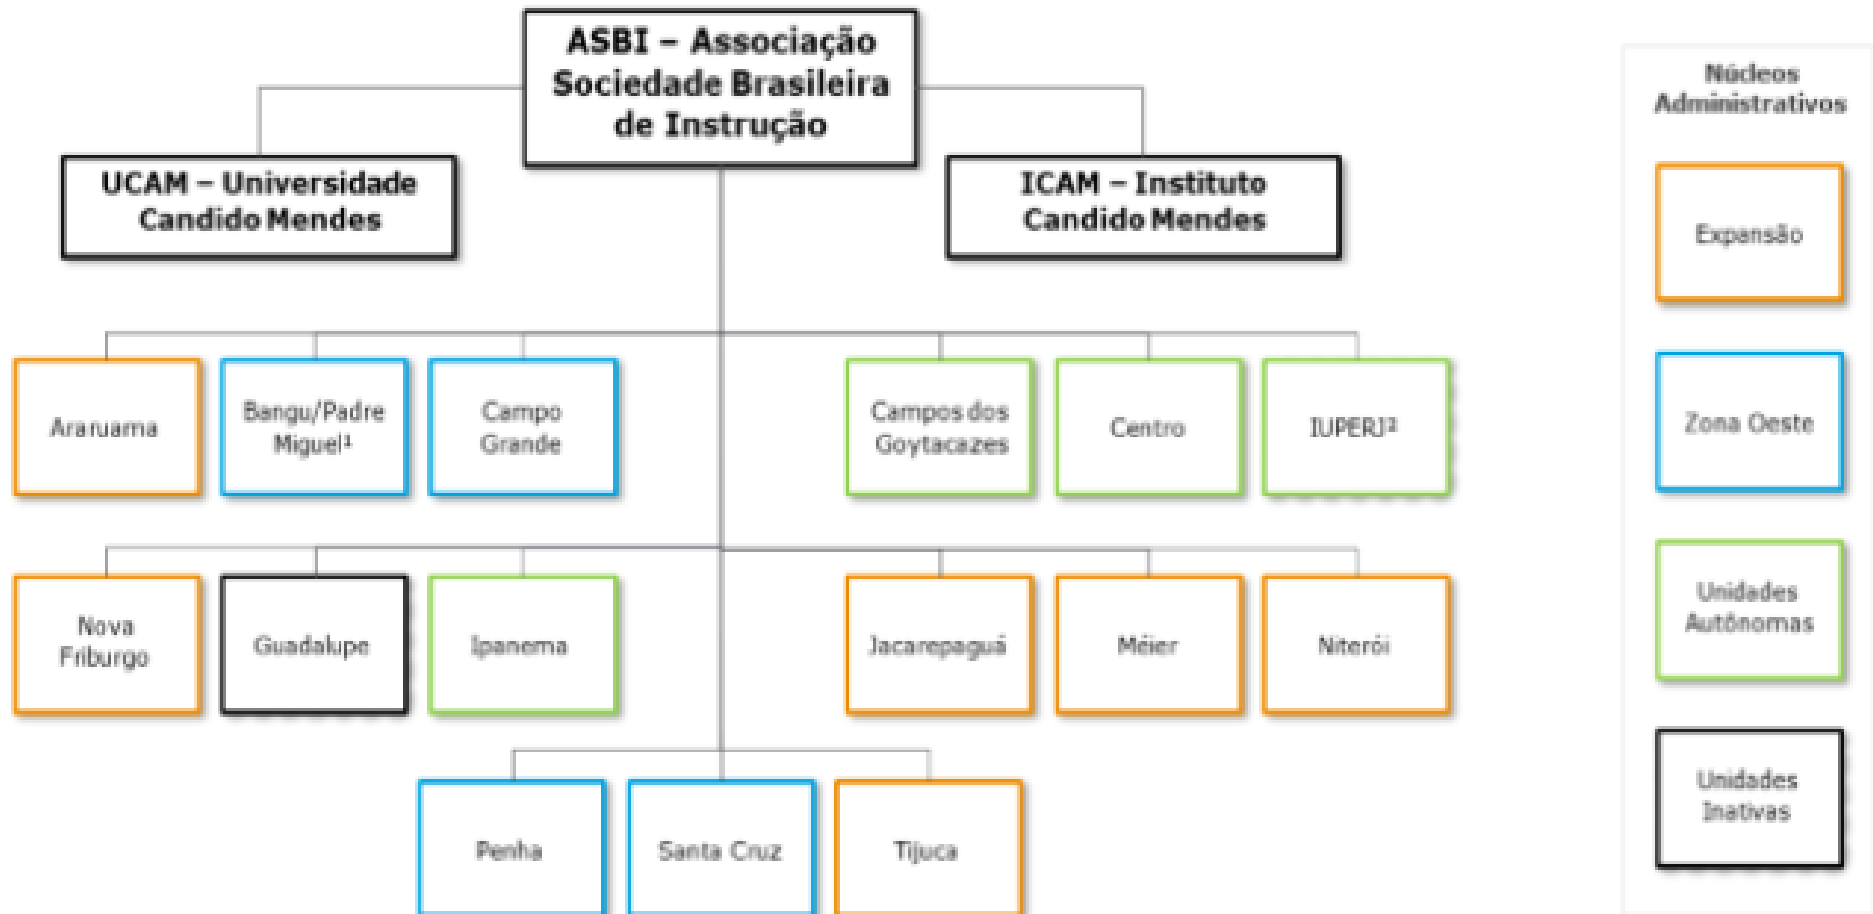 ASBI – Associação
Sociedade Brasileira
de Instrução
UCAM – Universidade
Candido Mendes
ICAM – Instituto
Candido Mendes
Araruama
Bangu/Padre
Miguel¹
Campo
Grande
Campos dos
Goytacazes
Centro
IUPERJ²
Nova
Friburgo
Guadalupe
Ipanema
Jacarepaguá
Méier
Niterói
Penha
Santa Cruz
Tijuca
Núcleos
Administrativos
Expansão
Zona Oeste
Unidades
Autônomas
Unidades
Inativas